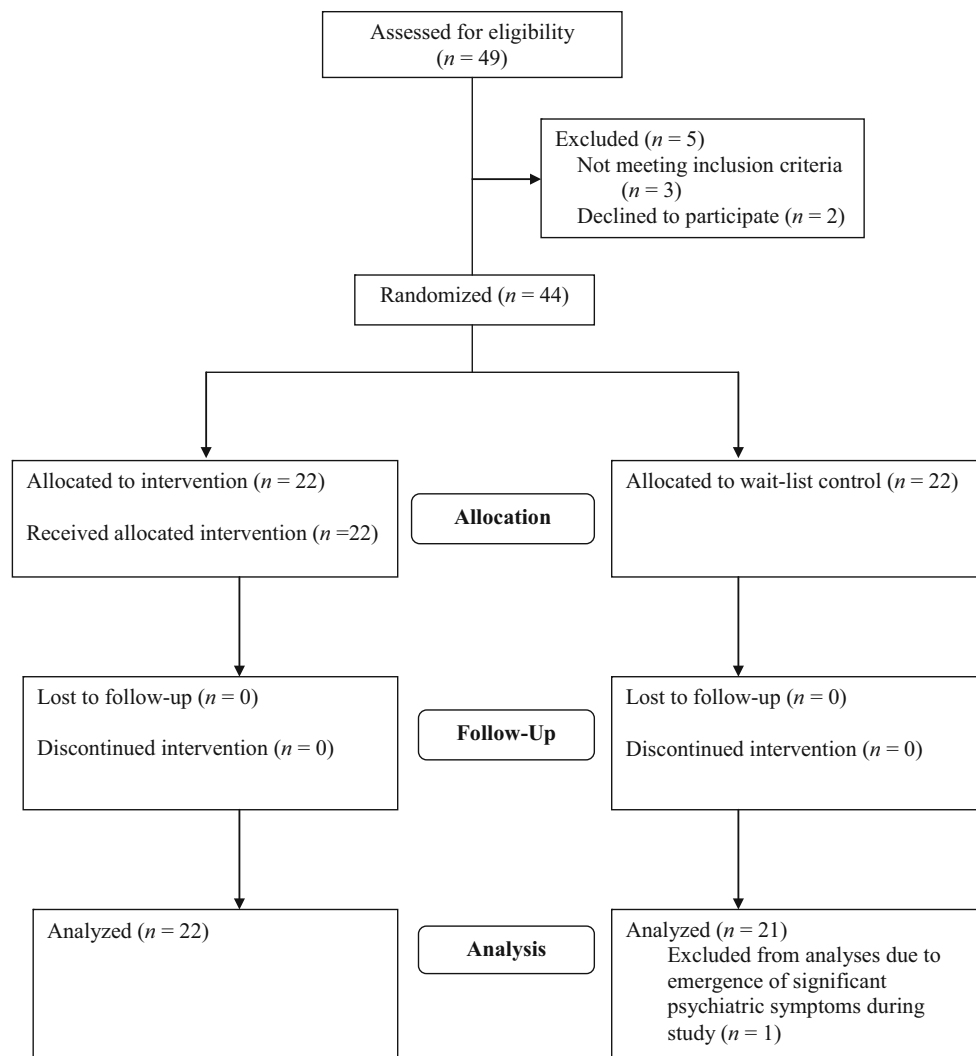 Assessed for eligibility
(n = 49)
Excluded (n = 5)
Not meeting inclusion criteria
(n = 3)
Declined to participate (n = 2)
Randomized (n = 44)
Allocated to intervention (n = 22)
Received allocated intervention (n =22)
Allocation
Allocated to wait-list control (n = 22)
Lost to follow-up (n = 0)
Discontinued intervention (n = 0)
Follow-Up
Lost to follow-up (n = 0)
Discontinued intervention (n = 0)
Analyzed (n = 22)
Analysis
Analyzed (n = 21)
Excluded from analyses due to
emergence of significant
psychiatric symptoms during
study (n = 1)